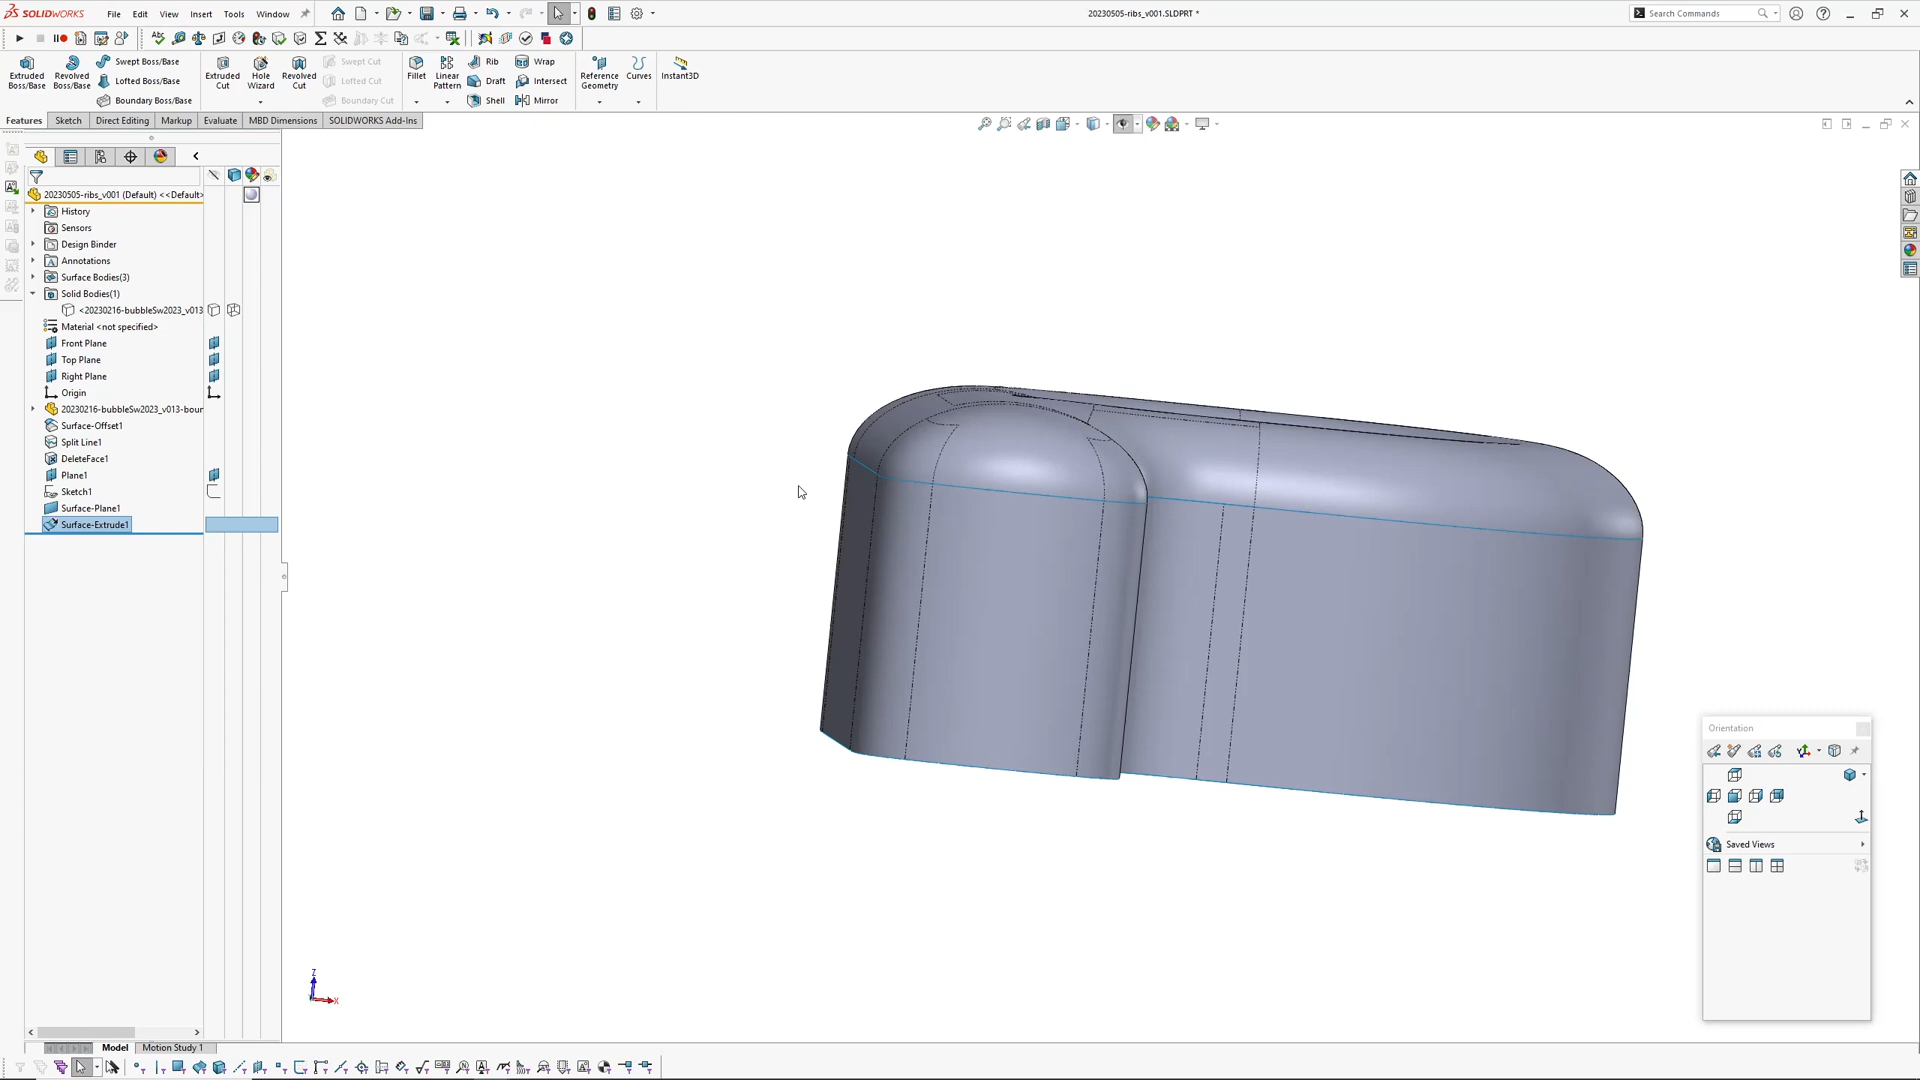 SOLIDWORKS
File Edit View Insert Tools Window
20230505-ribs_v001.SLDPRT *
Search Commands
Extruded Boss/Base
Revolved Boss/Base
Swept Boss/Base
Lofted Boss/Base
Boundary Boss/Base
Extruded Cut
Hole Wizard
Revolved Cut
Swept Cut
Lofted Cut
Boundary Cut
Fillet
Linear Pattern
Rib
Draft
Shell
Wrap
Intersect
Mirror
Reference Geometry
Curves
Instant3D
Features Sketch Direct Editing Markup Evaluate MBD Dimensions SOLIDWORKS Add-Ins
20230505-ribs_v001 (Default) <<Default>
History
Sensors
Design Binder
Annotations
Surface Bodies(3)
Solid Bodies(1)
<20230216-bubbleSw2023_v013
Material <not specified>
Front Plane
Top Plane
Right Plane
Origin
20230216-bubbleSw2023_v013-bour
Surface-Offset1
Split Line1
DeleteFace1
Plane1
Sketch1
Surface-Plane1
Surface-Extrude1
Orientation
Saved Views
Z
X
Model Motion Study 1